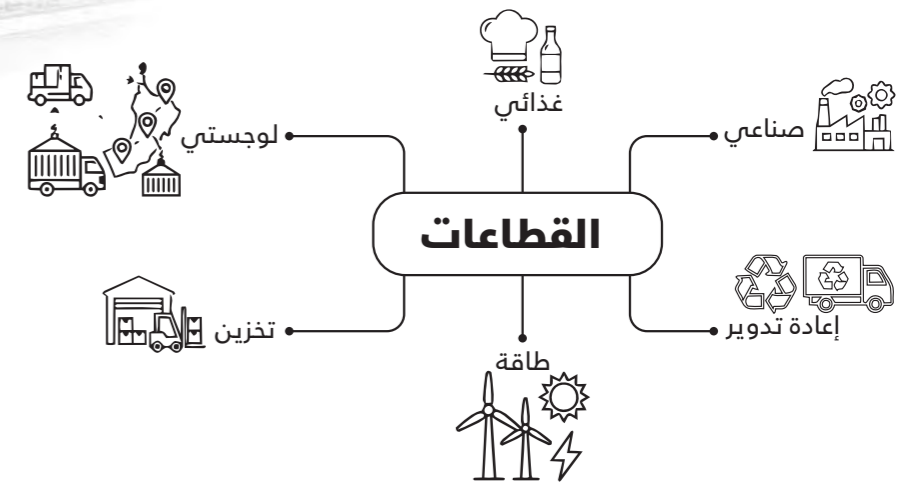 غذائي
صناعي
لوجستي
القطاعات
إعادة تدوير
تخزين
طاقة